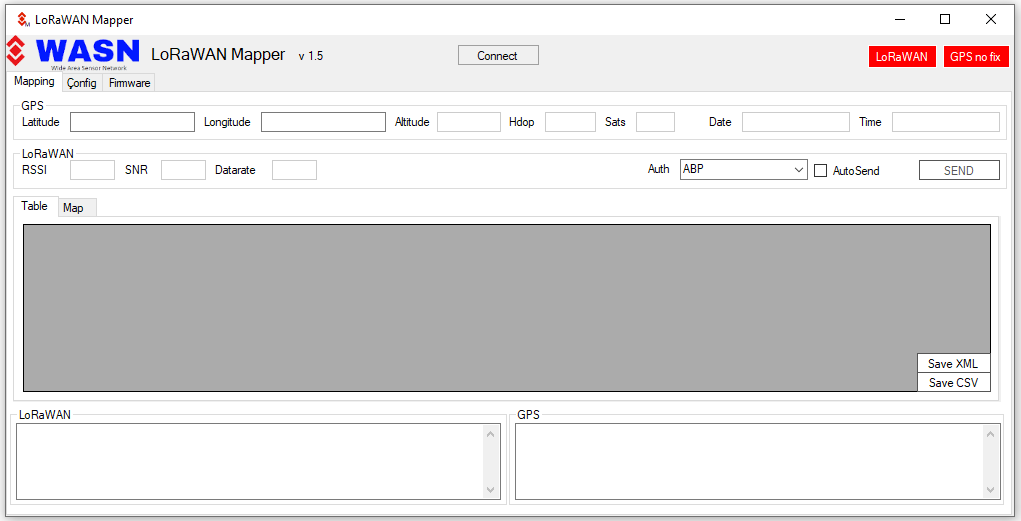 LoRaWAN Mapper
WASN LoRaWAN Mapper v 1.5 Connect LoRaWAN GPS no fix
Wide Area Sensor Network
Mapping Config Firmware
GPS
Latitude Longitude Altitude Hdop Sats Date Time
LoRaWAN
RSSI SNR Datarate Auth ABP AutoSend SEND
Table Map
Save XML
Save CSV
LoRaWAN GPS